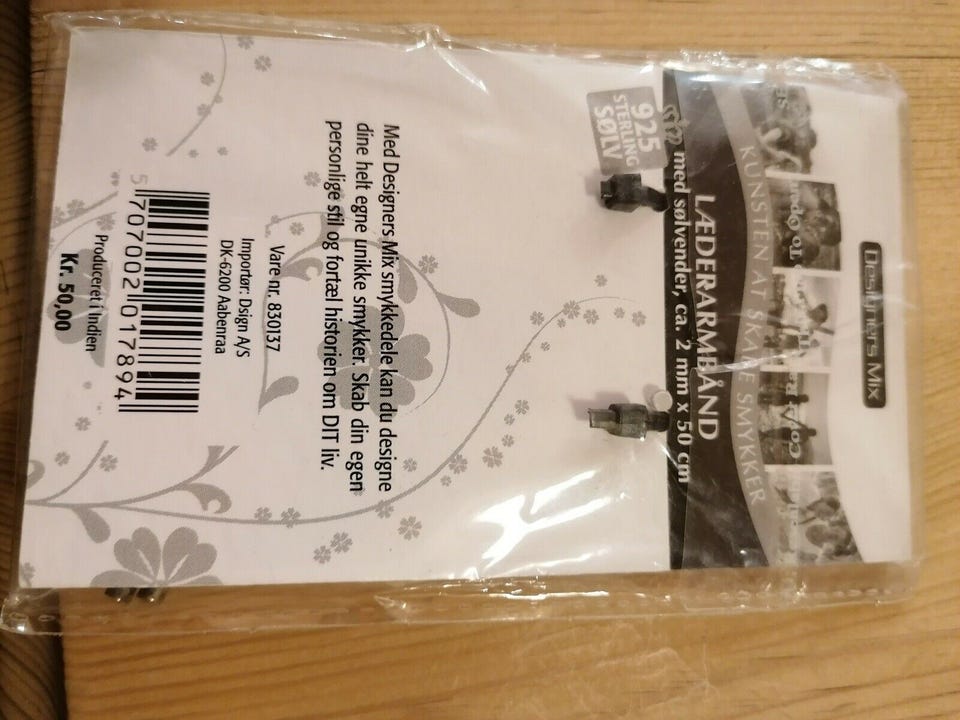 Designers Mix
KUNSTEN AT SKABE SMYKKER
LÆDERARMBÅND
med sølvender, ca. 2 mm x 50 cm
925
STERLING
SØLV
Med Designers Mix smykkedele kan du designe
dine helt egne unikke smykker. Skab din egen
personlige stil og fortæl historien om DIT liv.
Vare nr. 830137
Importør: Dsign A/S
DK-6200 Aabenraa
5 707002 017894
Produceret i Indien
Kr. 50,00